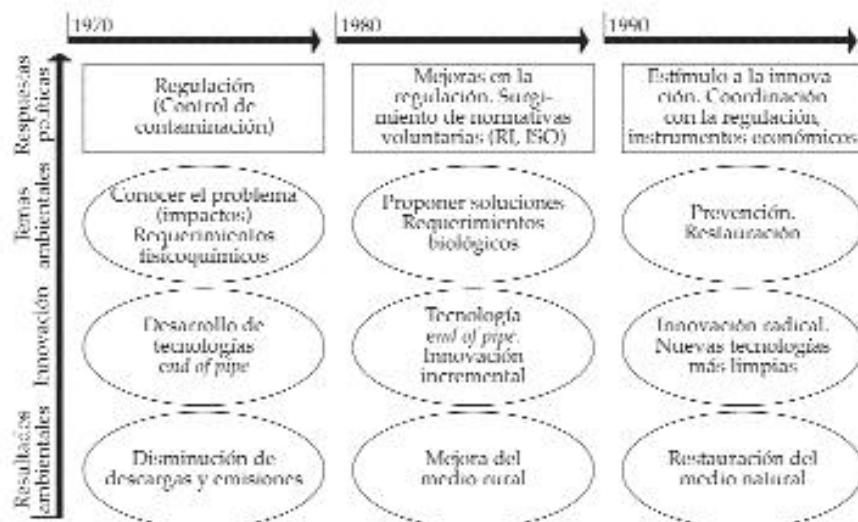 1970
1980
1990
Respuestas
políticas
Regulación
(Control de
contaminación)
Mejoras en la
regulación. Surgi-
miento de normativas
voluntarias (RI, ISO)
Estímulo a la innova
ción. Coordinación
con la regulación,
instrumentos económicos
Temas
ambientales
Conocer el problema
(impactos)
Requerimientos
fisicoquímicos
Proponer soluciones
Requerimientos
biológicos
Prevención.
Restauración
Innovación
Desarrollo de
tecnologías
end of pipe
Tecnología
end of pipe.
Innovación
incremental
Innovación radical.
Nuevas tecnologías
más limpias
Resultados
ambientales
Disminución de
descargas y emisiones
Mejora del
medio rural
Restauración del
medio natural